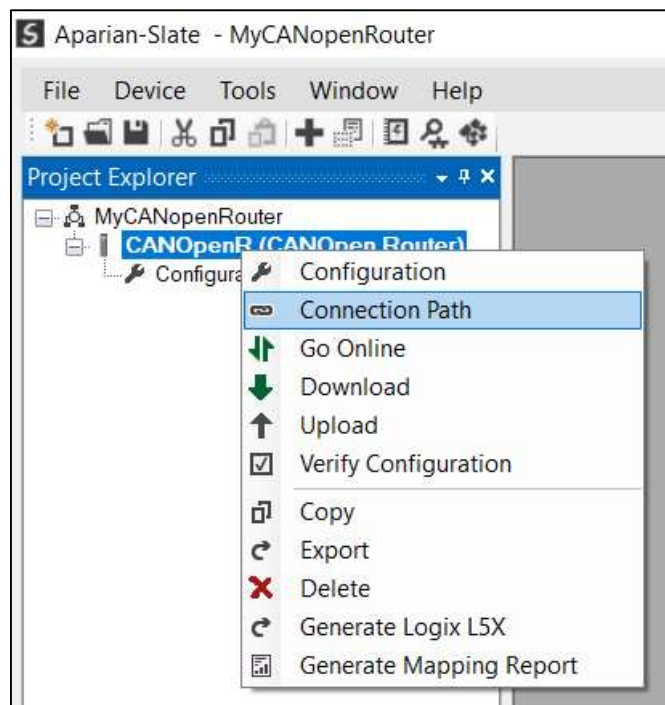 S Aparian-Slate - MyCANopenRouter
File Device Tools Window Help
Project Explorer
MyCANopenRouter
CANOpenR (CANOpen Router)
Configura
Configuration
Connection Path
Go Online
Download
Upload
Verify Configuration
Copy
Export
Delete
Generate Logix L5X
Generate Mapping Report